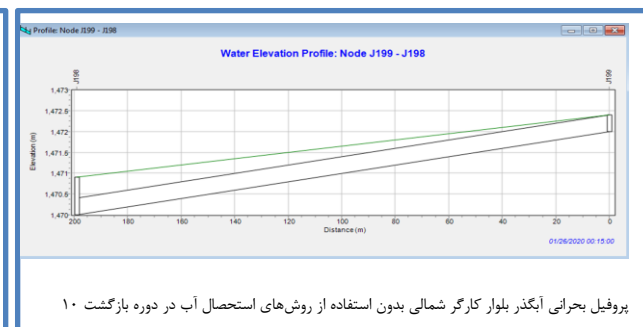 Profile: Node J199 - J198
Water Elevation Profile: Node J199 - J198
J198
J199
1,473
1,472.5
1,472
1,471.5
1,471
1,470.5
1,470
Elevation (m)
200
180
160
140
120
100
80
60
40
20
0
Distance (m)
01/26/2020 00:15:00
پروفیل بحرانی آبگذر بلوار کارگر شمالی بدون استفاده از روش‌های استحصال آب در دوره بازگشت ۱۰